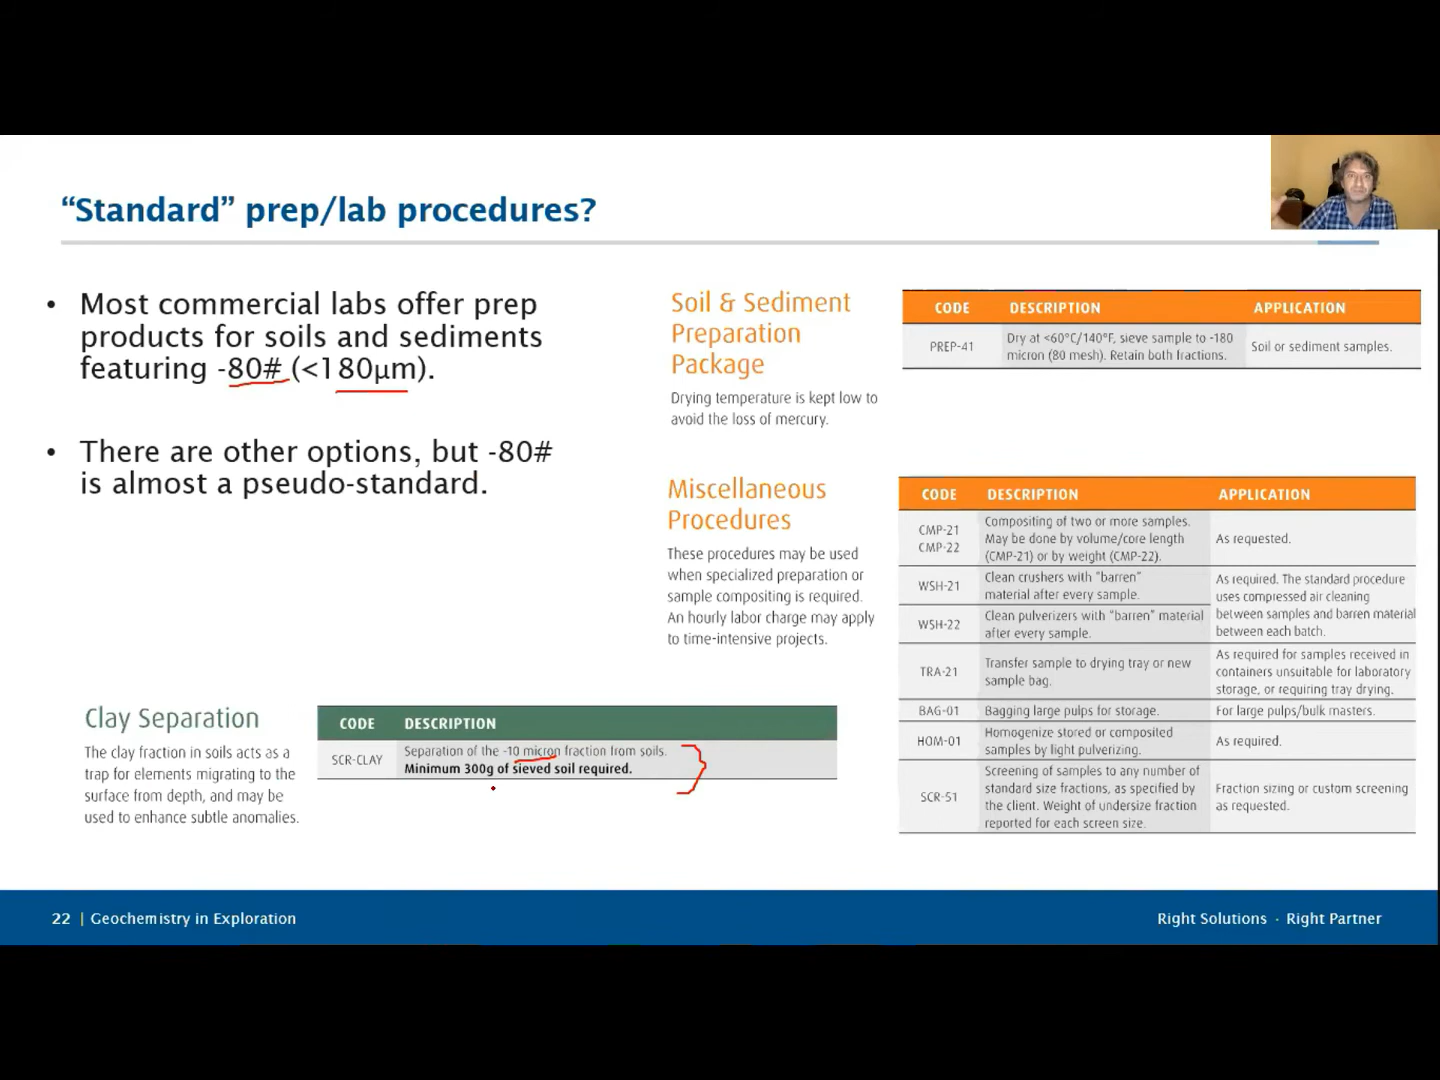 “Standard” prep/lab procedures?
• Most commercial labs offer prep
products for soils and sediments
featuring -80# (<180µm).
• There are other options, but -80#
is almost a pseudo-standard.
Soil & Sediment
Preparation
Package
Drying temperature is kept low to
avoid the loss of mercury.
CODE DESCRIPTION APPLICATION
PREP-41 Dry at <60°C/140°F, sieve sample to -180
micron (80 mesh). Retain both fractions.
Soil or sediment samples.
Miscellaneous
Procedures
These procedures may be used
when specialized preparation or
sample compositing is required.
An hourly labor charge may apply
to time-intensive projects.
CODE DESCRIPTION APPLICATION
CMP-21
CMP-22
Compositing of two or more samples.
May be done by volume/core length
(CMP-21) or by weight (CMP-22).
As requested.
WSH-21
Clean crushers with “barren”
material after every sample.
WSH-22
Clean pulverizers with “barren” material
after every sample.
As required. The standard procedure
uses compressed air cleaning
between samples and barren material
between each batch.
TRA-21
Transfer sample to drying tray or new
sample bag.
As required for samples received in
containers unsuitable for laboratory
storage, or requiring tray drying.
BAG-01 Bagging large pulps for storage. For large pulps/bulk masters.
HOM-01
Homogenize stored or composited
samples by light pulverizing.
As required.
SCR-51
Screening of samples to any number of
standard size fractions, as specified by
the client. Weight of undersize fraction
reported for each screen size.
Fraction sizing or custom screening
as requested.
Clay Separation
The clay fraction in soils acts as a
trap for elements migrating to the
surface from depth, and may be
used to enhance subtle anomalies.
CODE DESCRIPTION
SCR-CLAY
Separation of the -10 micron fraction from soils.
Minimum 300g of sieved soil required.
22 | Geochemistry in Exploration
Right Solutions · Right Partner